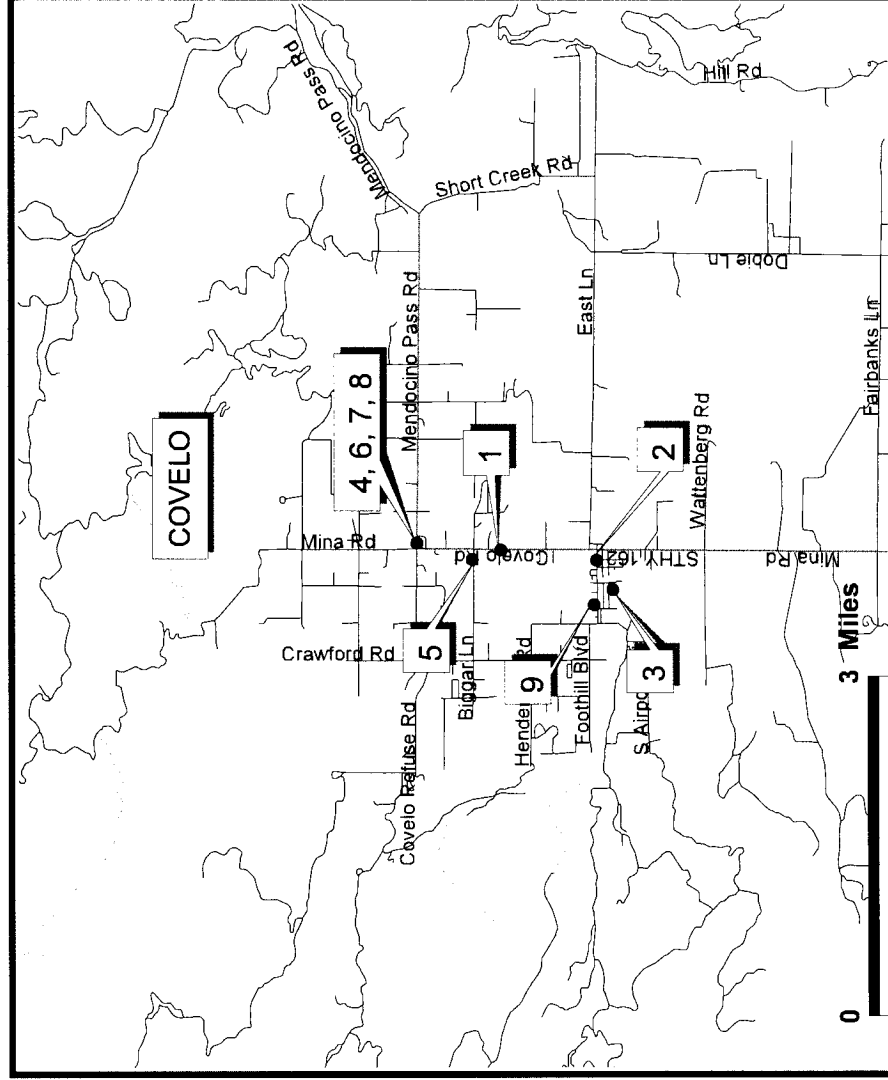 COVELO
Mendocino Pass Rd
Hill Rd
Short Creek Rd
Mendocino Pass Rd
4, 6, 7, 8
Mina Rd
Crawford Rd
1
5
Covelo Rd
Biggar Ln
Covelo Refuse Rd
East Ln
Dobie Ln
2
STHY 162
9
Rd
Foothill Blvd
3
Wattenberg Rd
Mina Rd
Fairbanks Ln
0
3 Miles